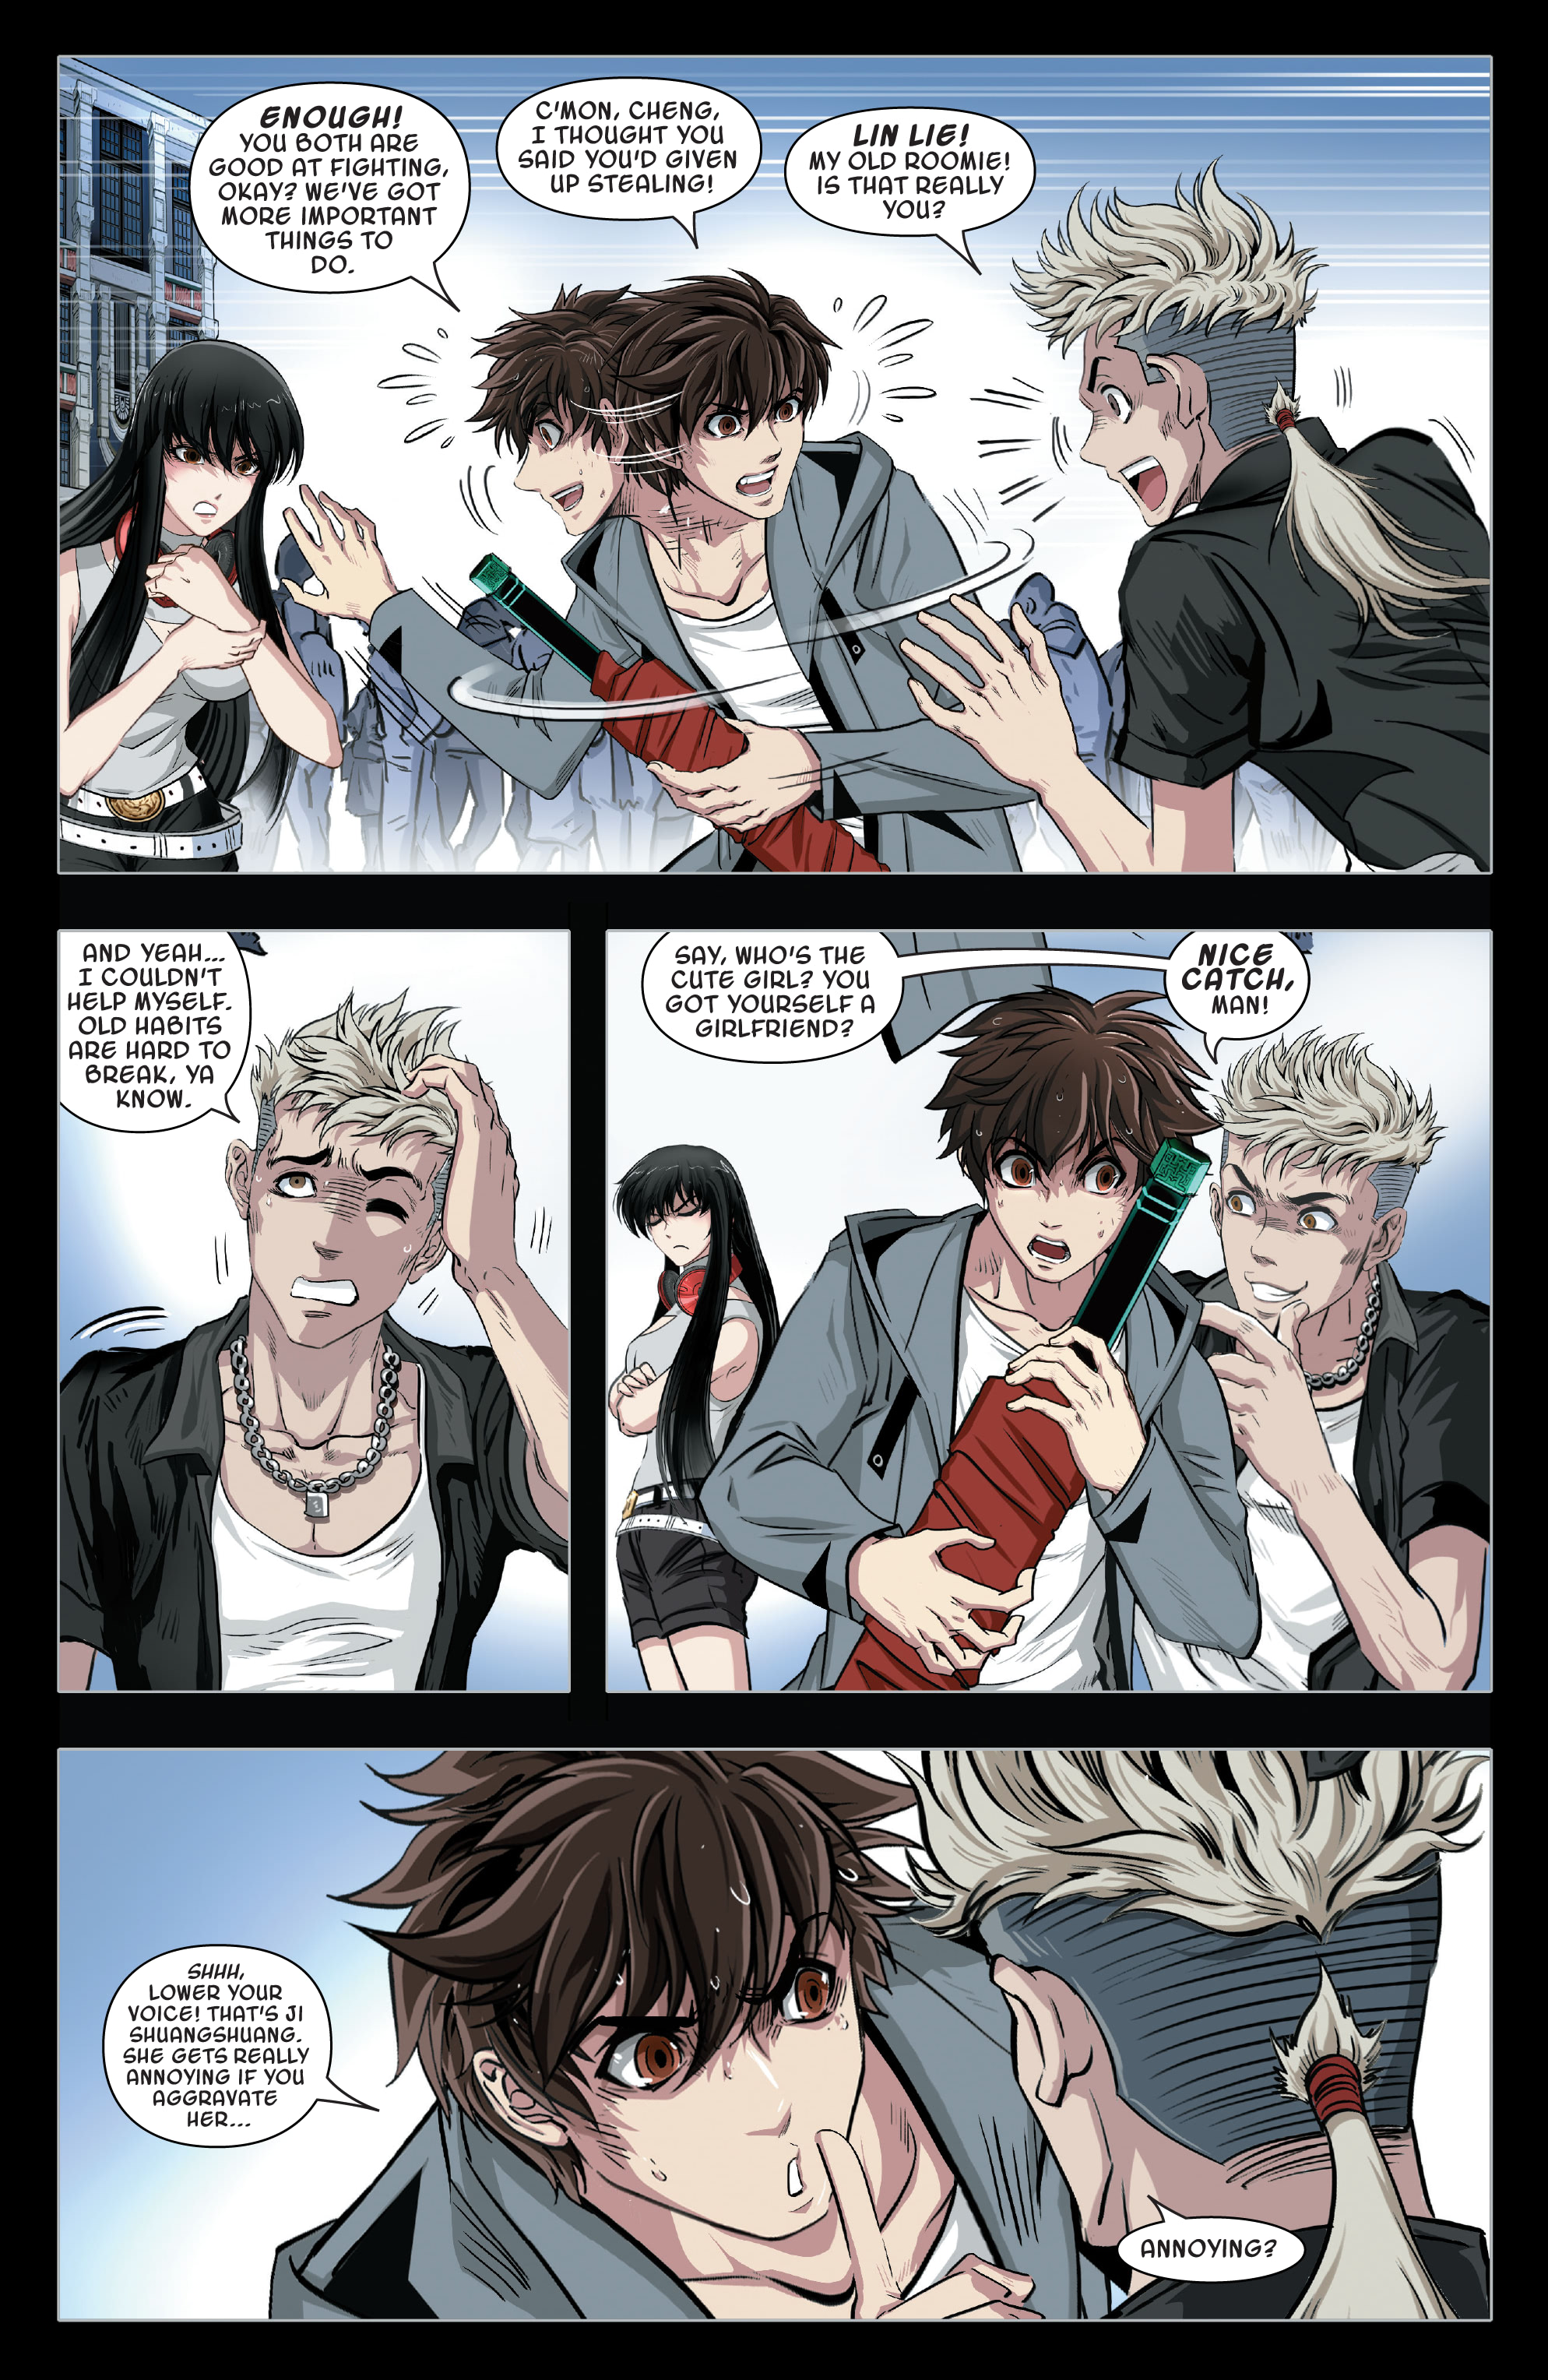 ENOUGH!
YOU BOTH ARE
GOOD AT FIGHTING,
OKAY? WE'VE GOT
MORE IMPORTANT
THINGS TO
DO.
C'MON, CHENG,
I THOUGHT YOU
SAID YOU'D GIVEN
UP STEALING!
LIN LIE!
MY OLD ROOMIE!
IS THAT REALLY
YOU?
AND YEAH...
I COULDN'T
HELP MYSELF.
OLD HABITS
ARE HARD TO
BREAK, YA
KNOW.
SAY, WHO'S THE
CUTE GIRL? YOU
GOT YOURSELF A
GIRLFRIEND?
NICE
CATCH,
MAN!
SHHH,
LOWER YOUR
VOICE! THAT'S JI
SHUANGSHUANG.
SHE GETS REALLY
ANNOYING IF YOU
AGGRAVATE
HER...
ANNOYING?